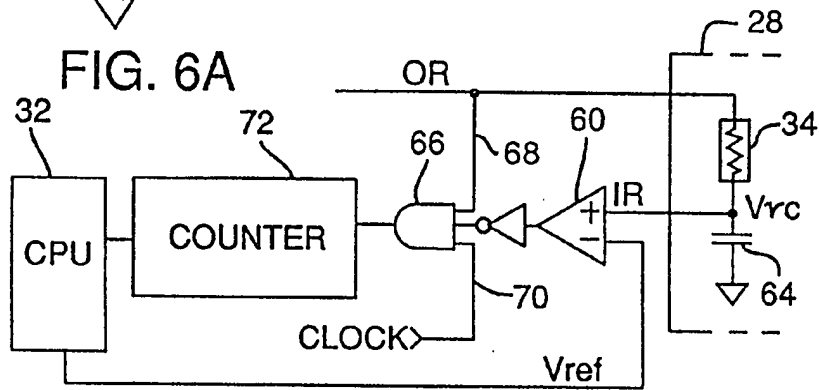 28
FIG. 6A
OR
32
72
66
68
60
34
IR
Vrc
CPU
COUNTER
+
−
64
70
CLOCK
Vref